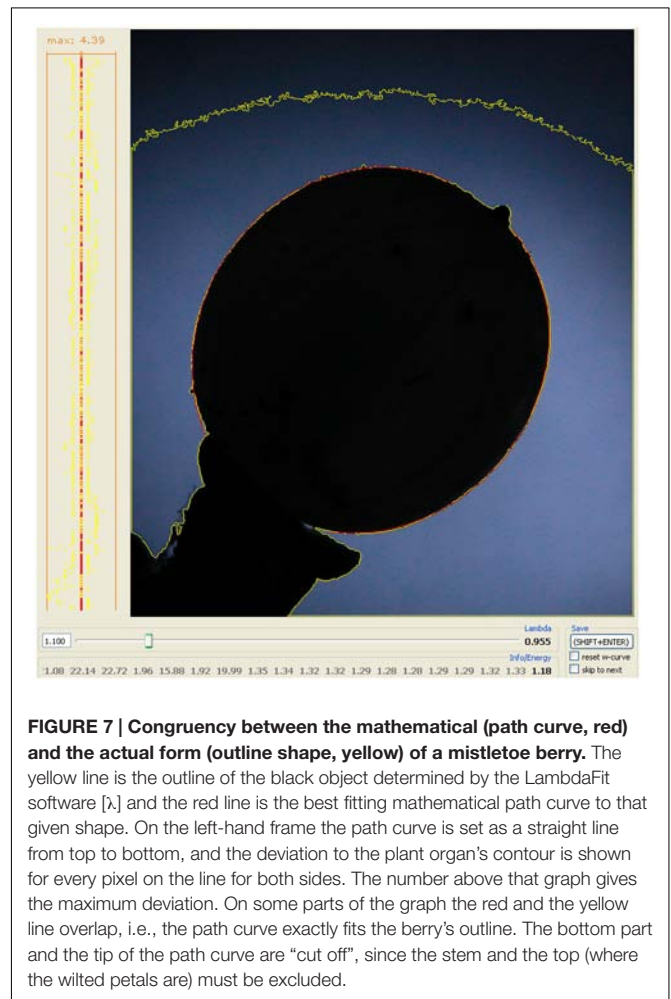 max: 4.39
Lambda
Save
1.100
0.955
(SHIFT+ENTER)
Info/Energy
reset w-curve
1.08 22.14 22.72 1.96 15.88 1.92 19.99 1.35 1.34 1.32 1.32 1.29 1.28 1.28 1.29 1.29 1.32 1.33 1.18
skip to next
FIGURE 7 | Congruency between the mathematical (path curve, red)
and the actual form (outline shape, yellow) of a mistletoe berry. The
yellow line is the outline of the black object determined by the LambdaFit
software [λ] and the red line is the best fitting mathematical path curve to that
given shape. On the left-hand frame the path curve is set as a straight line
from top to bottom, and the deviation to the plant organ's contour is shown
for every pixel on the line for both sides. The number above that graph gives
the maximum deviation. On some parts of the graph the red and the yellow
line overlap, i.e., the path curve exactly fits the berry's outline. The bottom part
and the tip of the path curve are “cut off”, since the stem and the top (where
the wilted petals are) must be excluded.